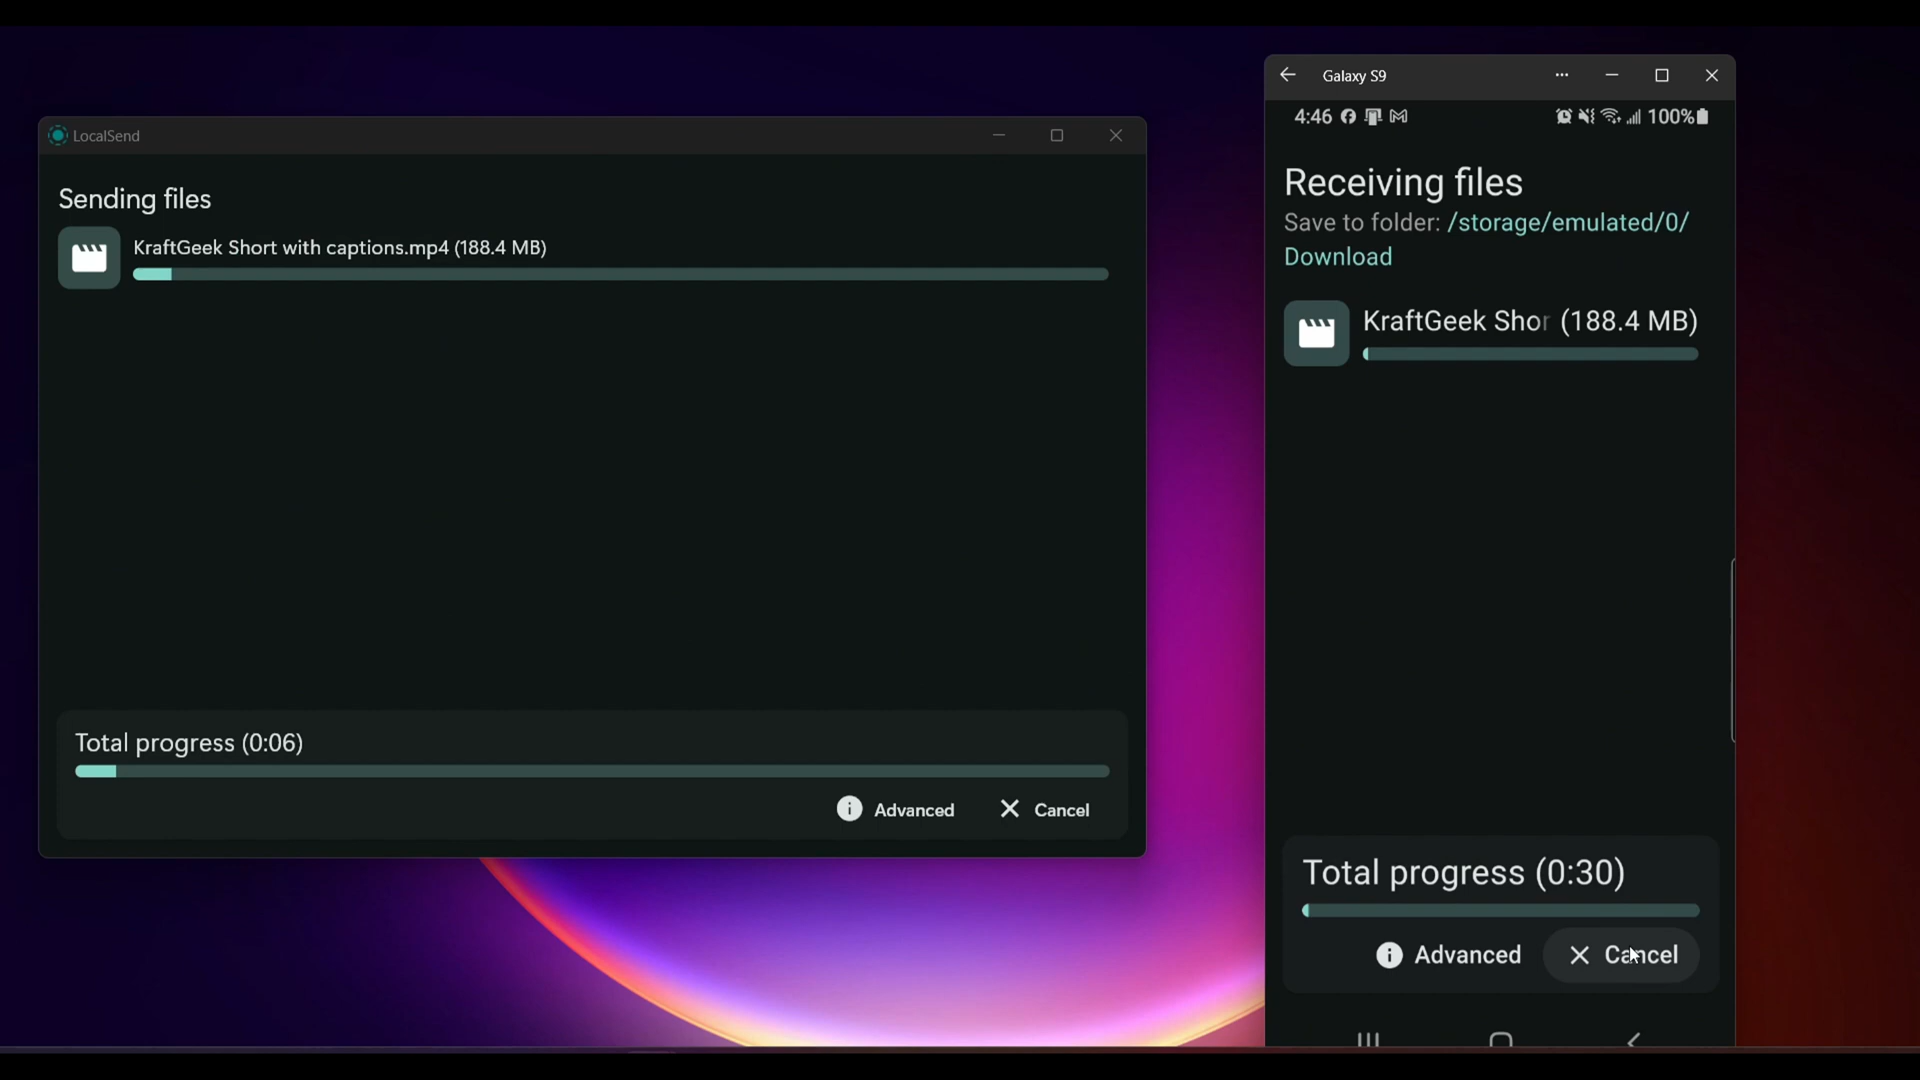 LocalSend
Sending files
KraftGeek Short with captions.mp4 (188.4 MB)
Total progress (0:06)
Advanced
Cancel
Galaxy S9
4:46
100%
Receiving files
Save to folder: /storage/emulated/0/
Download
KraftGeek Shor (188.4 MB)
Total progress (0:30)
Advanced
Cancel